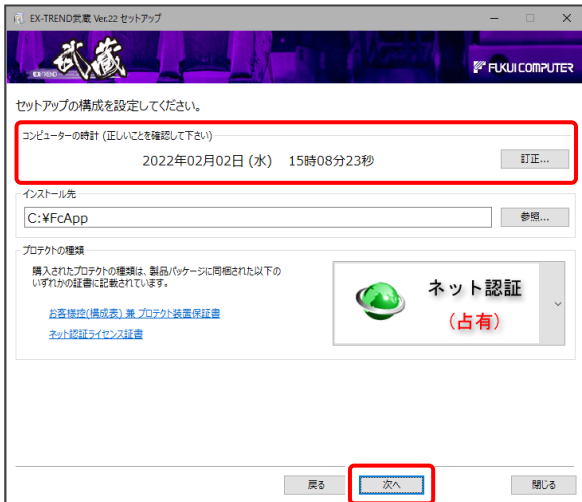 EX-TREND武蔵 Ver.22 セットアップ
武蔵
EX-TREND
FUKUI COMPUTER
セットアップの構成を設定してください。
コンピューターの時計 (正しいことを確認して下さい)
2022年02月02日 (水) 15時08分23秒
訂正...
インストール先
C:¥FcApp
参照...
プロテクトの種類
購入されたプロテクトの種類は、製品パッケージに同梱された以下の
いずれかの証書に記載されています。
お客様控(構成表) 兼 プロテクト装置保証書
ネット認証ライセンス証書
ネット認証
(占有)
戻る
次へ
閉じる